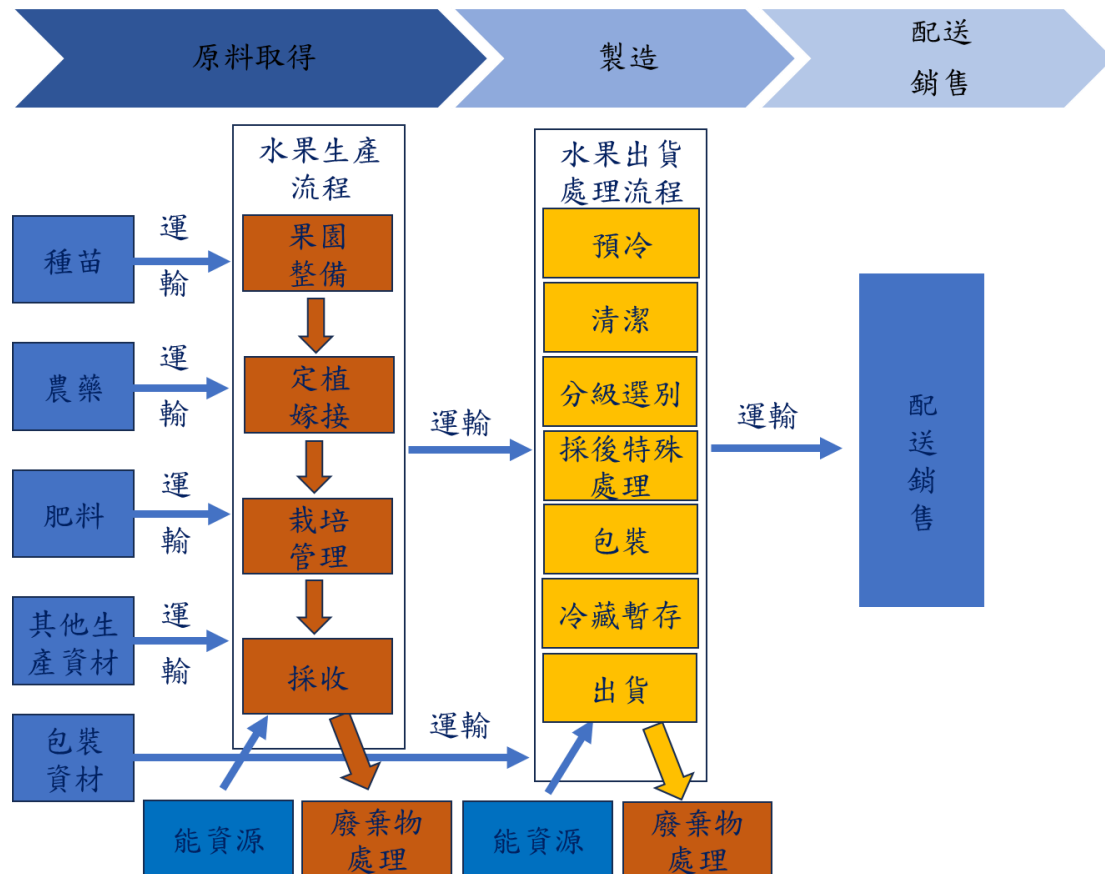 原料取得
製造
配送
銷售
水果生產
流程
水果出貨
處理流程
種苗
運
輸
農藥
運
輸
肥料
運
輸
其他生
產資材
運
輸
包裝
資材
運輸
果園
整備
定植
嫁接
栽培
管理
採收
運輸
預冷
清潔
分級選別
採後特殊
處理
包裝
冷藏暫存
出貨
運輸
配
送
銷
售
能資源
廢棄物
處理
能資源
廢棄物
處理